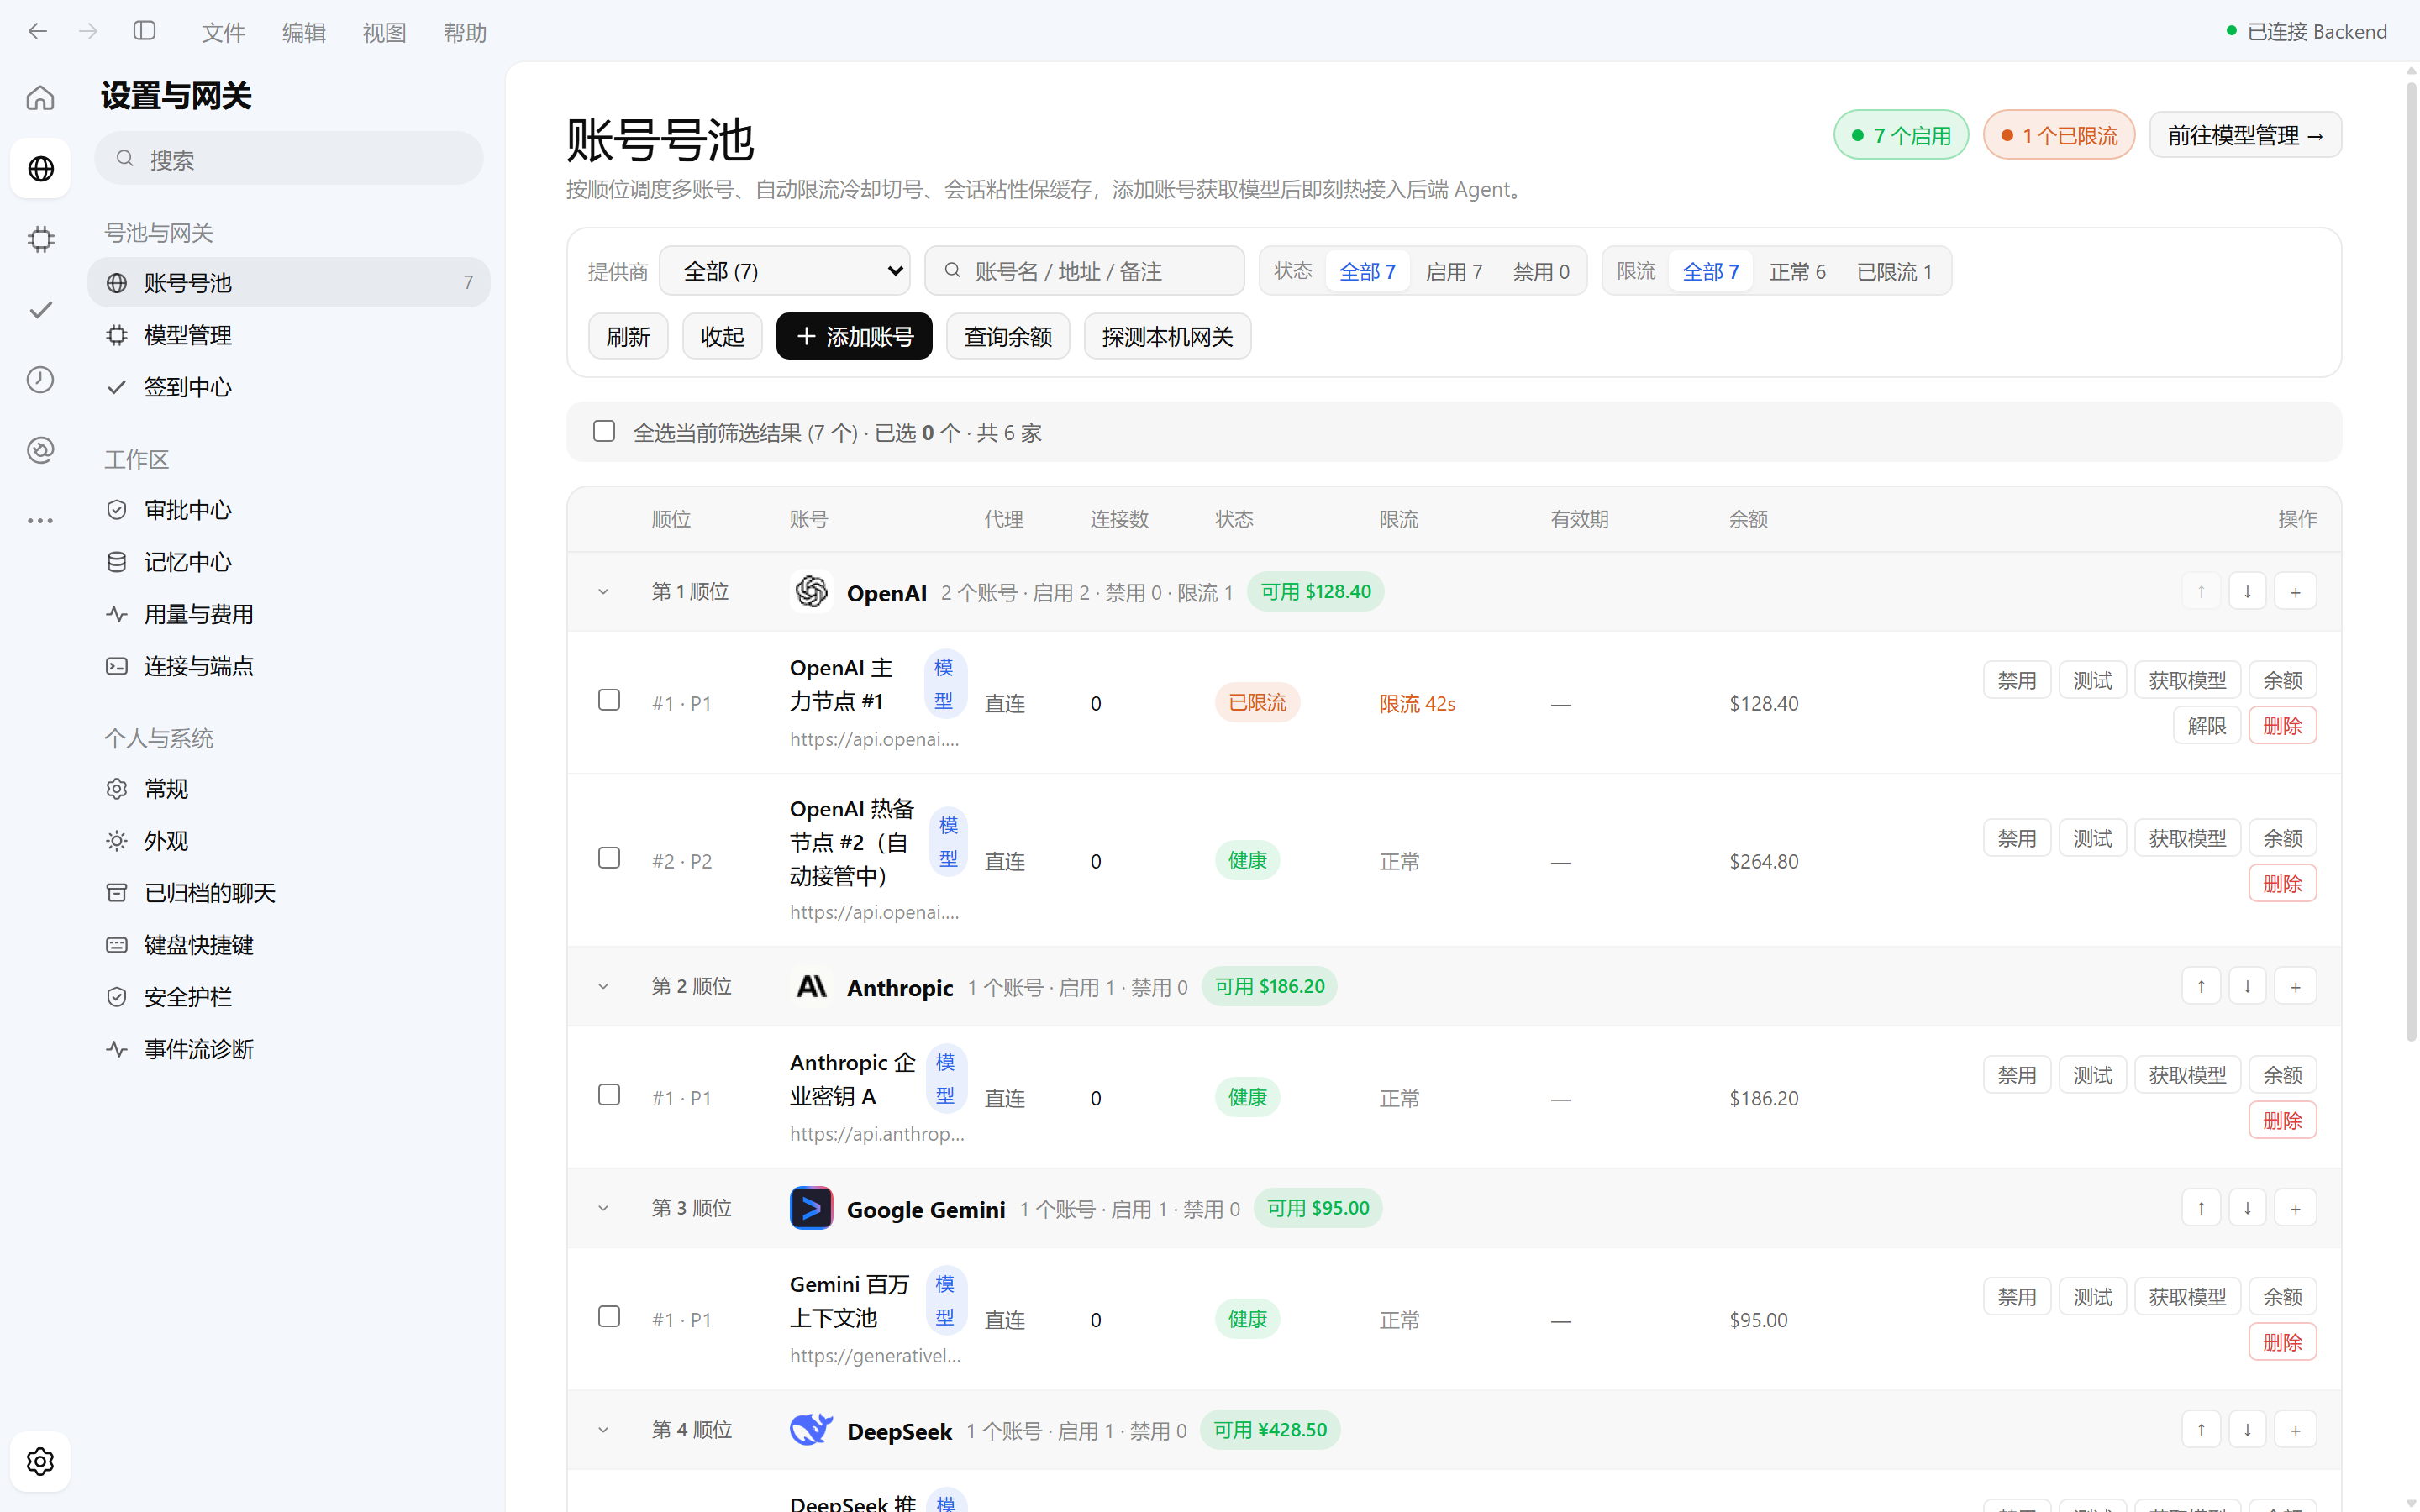 文件 编辑 视图 帮助
已连接 Backend
设置与网关
搜索
号池与网关
账号号池 7
模型管理
签到中心
工作区
审批中心
记忆中心
用量与费用
连接与端点
个人与系统
常规
外观
已归档的聊天
键盘快捷键
安全护栏
事件流诊断
账号号池
7 个启用
1 个已限流
前往模型管理 →
按顺位调度多账号、自动限流冷却切号、会话粘性保缓存，添加账号获取模型后即刻热接入后端 Agent。
提供商 全部 (7) 账号名 / 地址 / 备注 状态 全部 7 启用 7 禁用 0 限流 全部 7 正常 6 已限流 1
刷新 收起 + 添加账号 查询余额 探测本机网关
全选当前筛选结果 (7 个) · 已选 0 个 · 共 6 家
顺位 账号 代理 连接数 状态 限流 有效期 余额 操作
第 1 顺位 OpenAI 2 个账号 · 启用 2 · 禁用 0 · 限流 1 可用 $128.40 ↑ ↓ +
OpenAI 主
力节点 #1
模
型
https://api.openai....
#1 · P1 直连 0 已限流 限流 42s — $128.40
禁用 测试 获取模型 余额
解限 删除
OpenAI 热备
节点 #2（自
动接管中）
模
型
https://api.openai....
#2 · P2 直连 0 健康 正常 — $264.80
禁用 测试 获取模型 余额
删除
第 2 顺位 Anthropic 1 个账号 · 启用 1 · 禁用 0 可用 $186.20 ↑ ↓ +
Anthropic 企
业密钥 A
模
型
https://api.anthrop...
#1 · P1 直连 0 健康 正常 — $186.20
禁用 测试 获取模型 余额
删除
第 3 顺位 Google Gemini 1 个账号 · 启用 1 · 禁用 0 可用 $95.00 ↑ ↓ +
Gemini 百万
上下文池
模
型
https://generativel...
#1 · P1 直连 0 健康 正常 — $95.00
禁用 测试 获取模型 余额
删除
第 4 顺位 DeepSeek 1 个账号 · 启用 1 · 禁用 0 可用 ¥428.50 ↑ ↓ +
DeepSeek 推
模